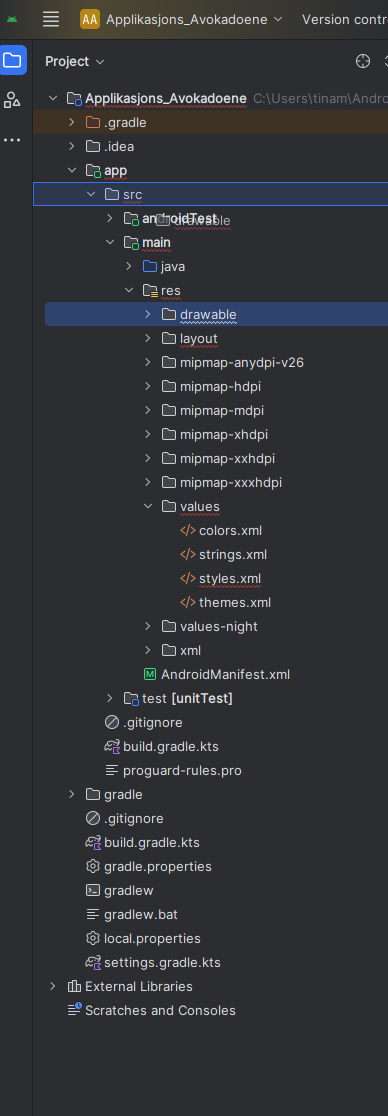 AA Applikasjons_Avokadoene Version contr
Project
Applikasjons_Avokadoene C:\Users\tinam\Andro
.gradle
.idea
app
src
androidTest drawable
main
java
res
drawable
layout
mipmap-anydpi-v26
mipmap-hdpi
mipmap-mdpi
mipmap-xhdpi
mipmap-xxhdpi
mipmap-xxxhdpi
values
</> colors.xml
</> strings.xml
</> styles.xml
</> themes.xml
values-night
xml
M AndroidManifest.xml
test [unitTest]
.gitignore
build.gradle.kts
proguard-rules.pro
gradle
.gitignore
build.gradle.kts
gradle.properties
gradlew
gradlew.bat
local.properties
settings.gradle.kts
External Libraries
Scratches and Consoles